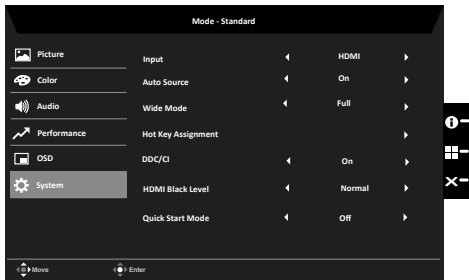 Mode - Standard
Picture
Color
Audio
Performance
OSD
System
Input HDMI
Auto Source On
Wide Mode Full
Hot Key Assignment
DDC/CI On
HDMI Black Level Normal
Quick Start Mode Off
Move Enter